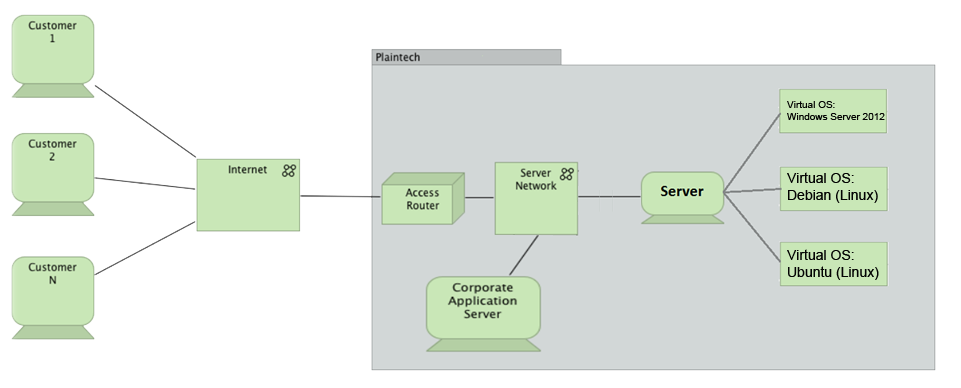 Customer
1
Customer
2
Customer
N
Internet
Plaintech
Access
Router
Server
Network
Corporate
Application
Server
Server
Virtual OS:
Windows Server 2012
Virtual OS:
Debian (Linux)
Virtual OS:
Ubuntu (Linux)